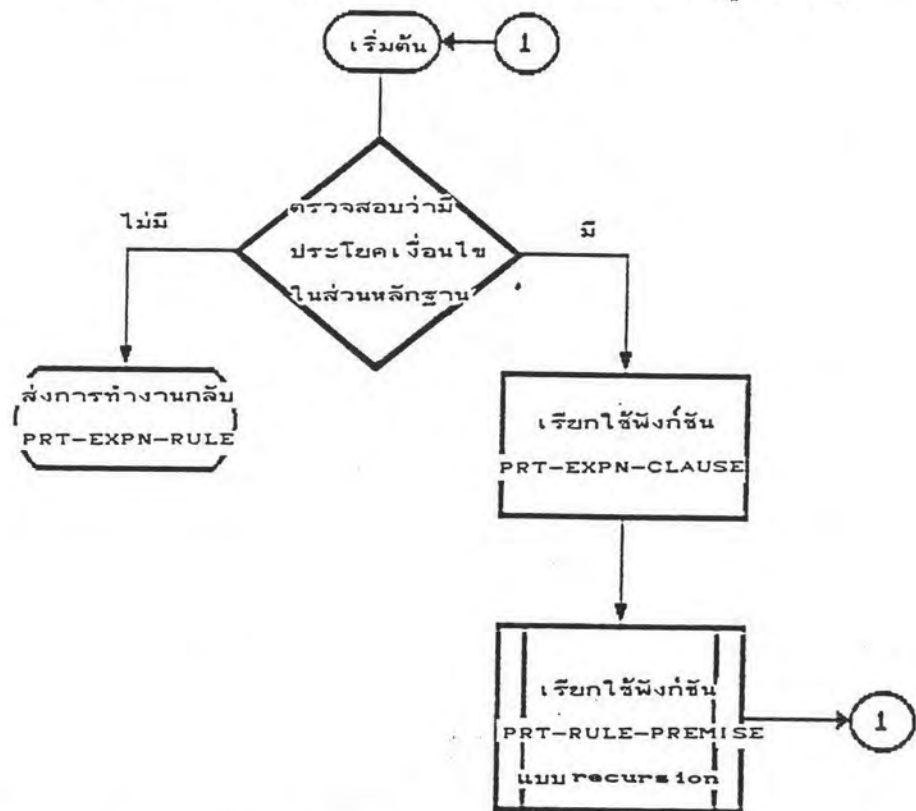 เริ่มต้น
1
ตรวจสอบว่ามี
ประโยคเงื่อนไข
ในส่วนหลักฐาน
ไม่มี
มี
ส่งการทำงานกลับ
PRT-EXPN-RULE
เรียกใช้ฟังก์ชัน
PRT-EXPN-CLAUSE
เรียกใช้ฟังก์ชัน
PRT-RULE-PREMISE
แบบ recursion
1